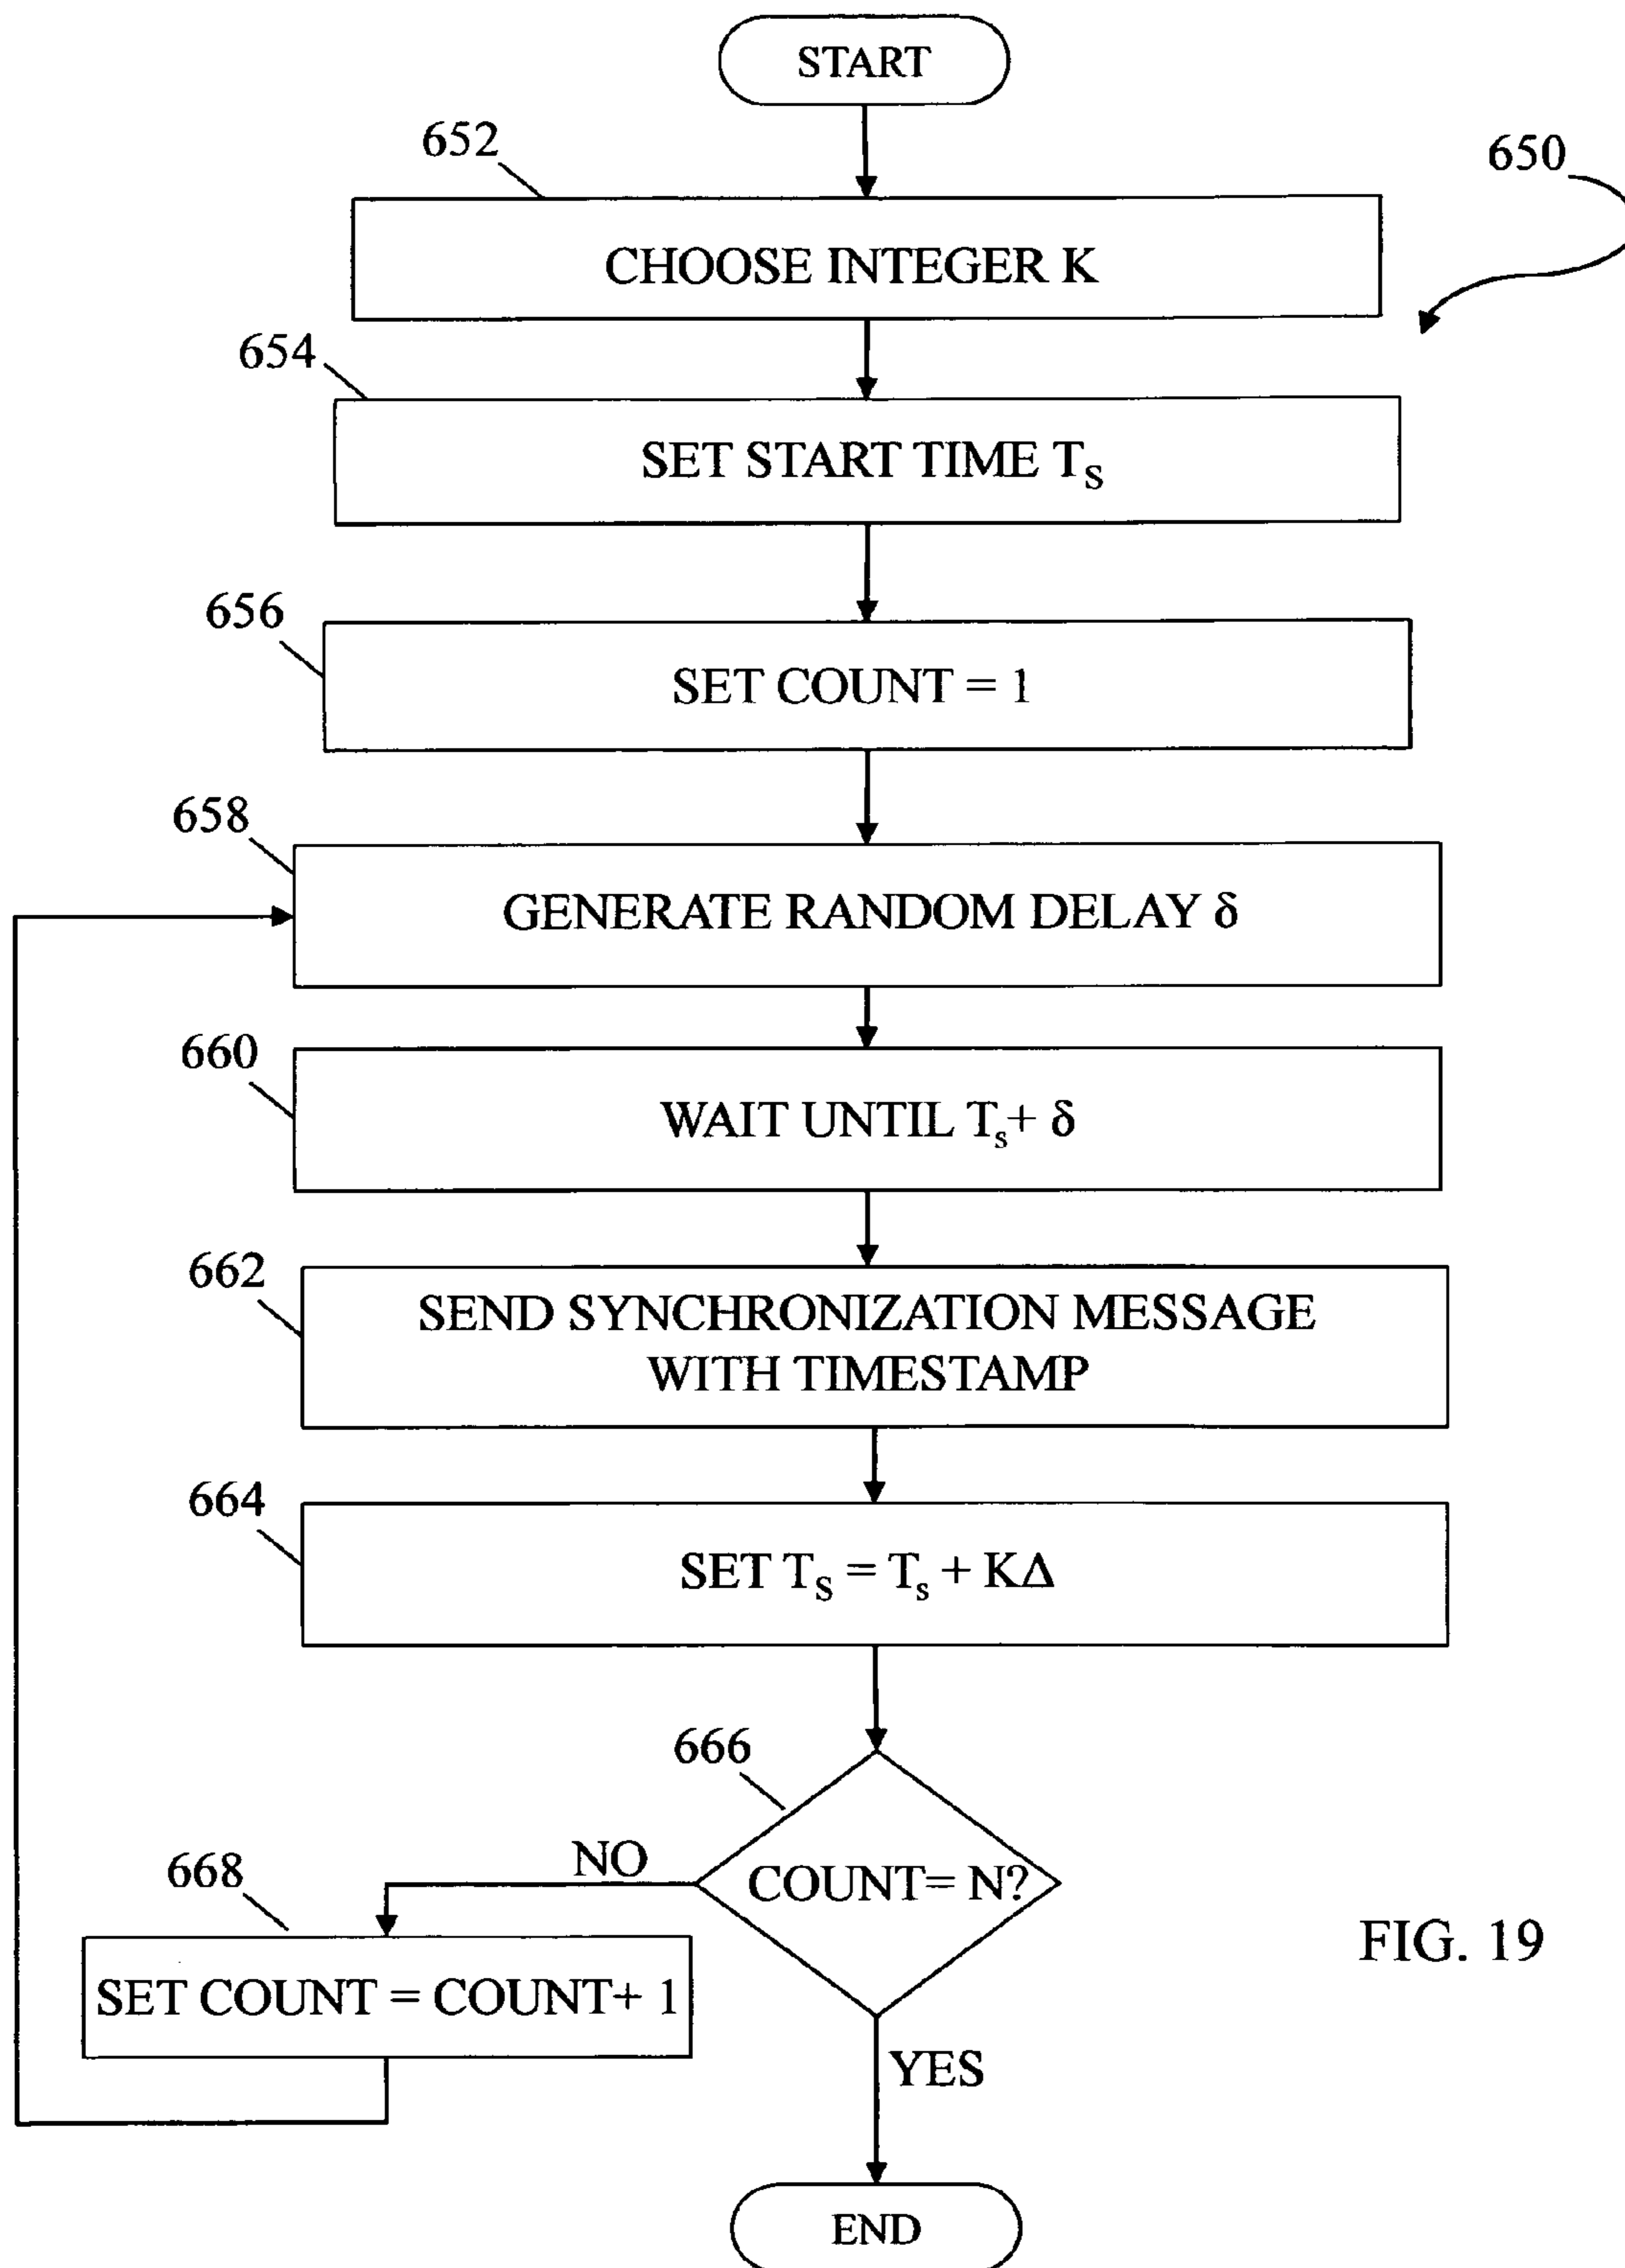 START
652
650
CHOOSE INTEGER K
654
SET START TIME T_S
656
SET COUNT = 1
658
GENERATE RANDOM DELAY δ
660
WAIT UNTIL T_s+ δ
662
SEND SYNCHRONIZATION MESSAGE
WITH TIMESTAMP
664
SET T_S = T_s + KΔ
666
NO
COUNT= N?
668
SET COUNT = COUNT+ 1
FIG. 19
YES
END